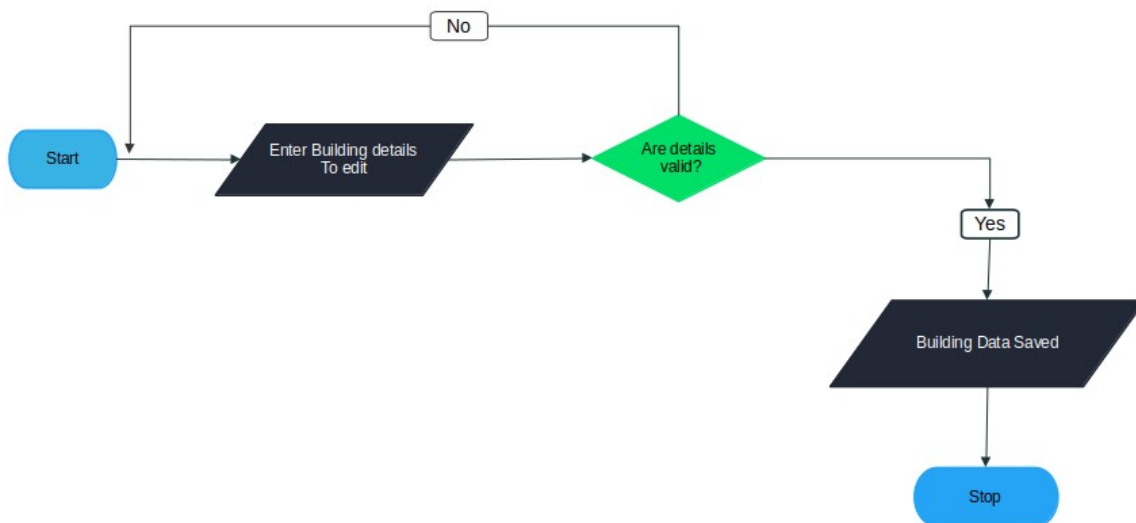 No
Start
Enter Building details
To edit
Are details
valid?
Yes
Building Data Saved
Stop